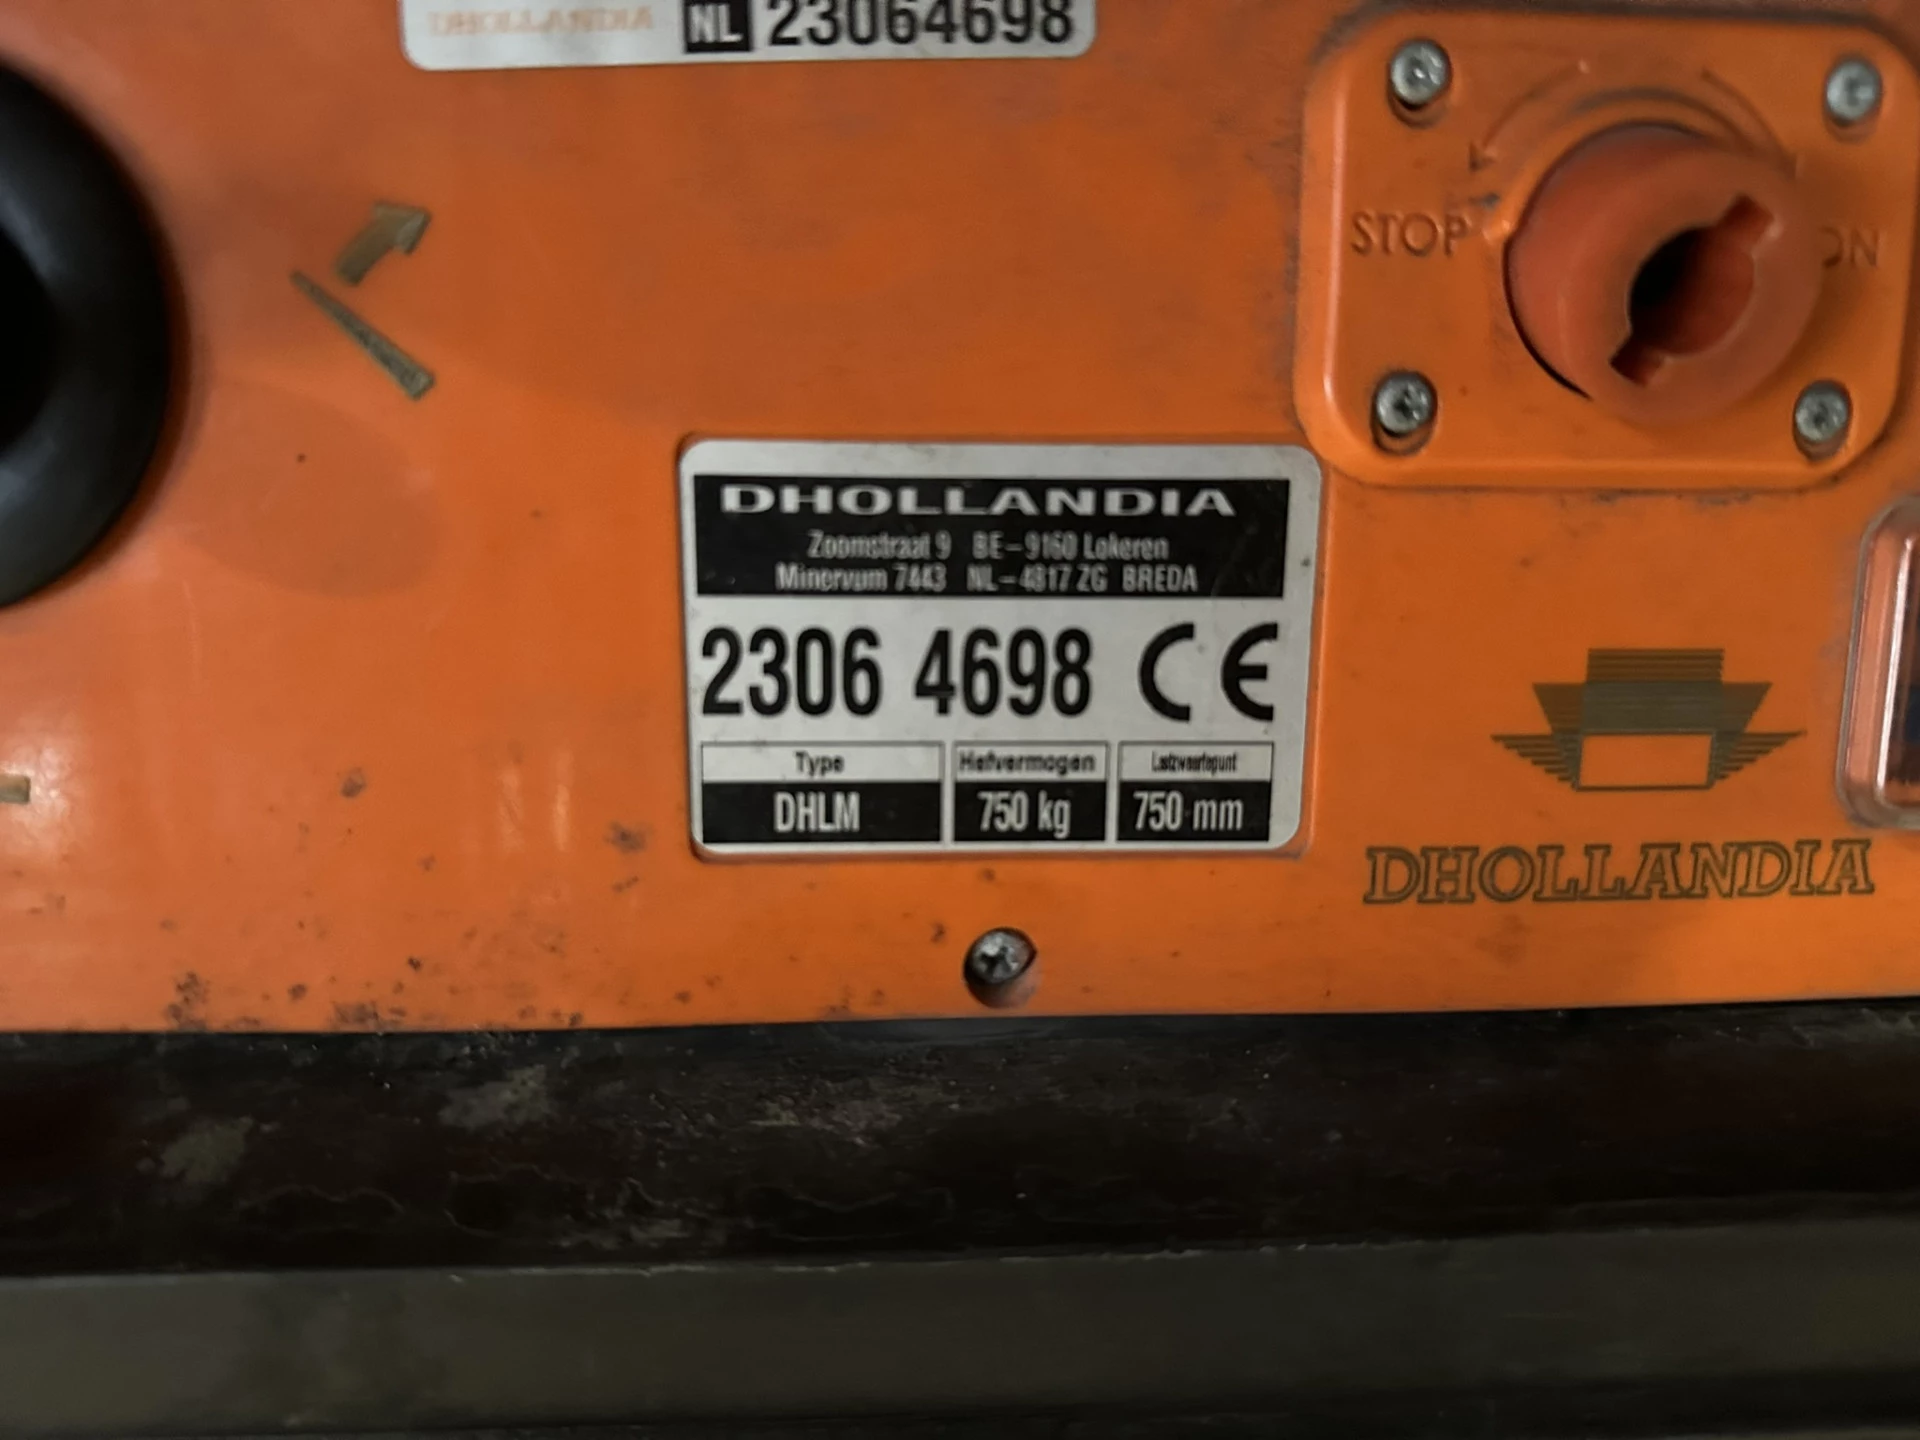 DHOLLANDIA NL 23064698
STOP ON
DHOLLANDIA
Zoomstraat 9 BE-9160 Lokeren
Minervum 7443 NL-4817 ZG BREDA
2306 4698 CE
Type Hefvermogen Lastzwaartepunt
DHLM 750 kg 750 mm
DHOLLANDIA